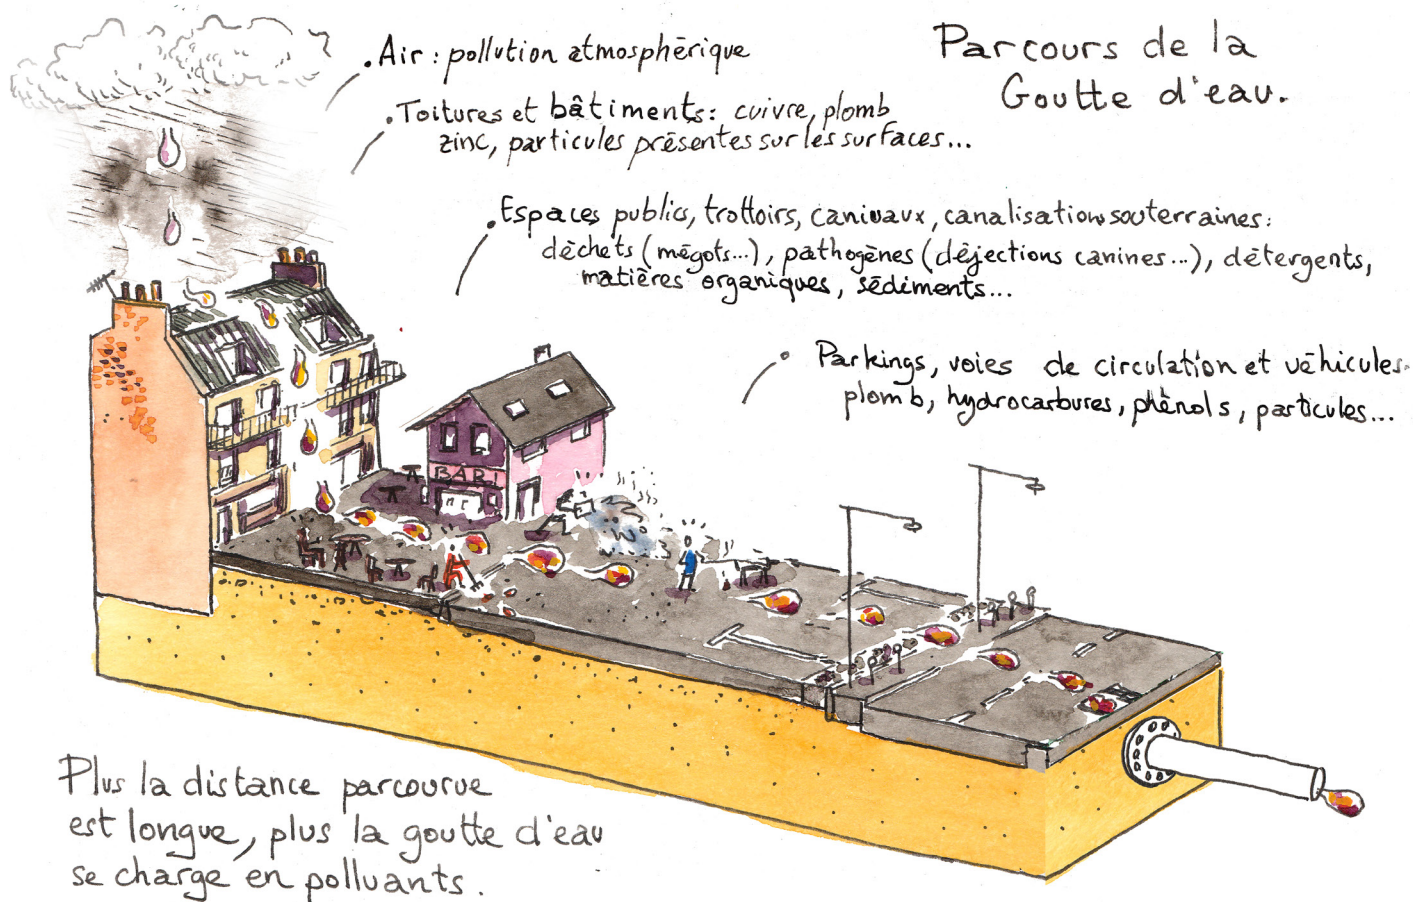 Parcours de la
Goutte d'eau.
. Air : pollution atmosphérique
. Toitures et bâtiments : cuivre, plomb
zinc, particules présentes sur les surfaces...
. Espaces publics, trottoirs, caniveaux, canalisations souterraines :
déchets (mégots...), pathogènes (déjections canines...), détergents,
matières organiques, sédiments...
. Parkings, voies de circulation et véhicules.
plomb, hydrocarbures, phénols, particules...
BAR!
Plus la distance parcourue
est longue, plus la goutte d'eau
se charge en polluants.